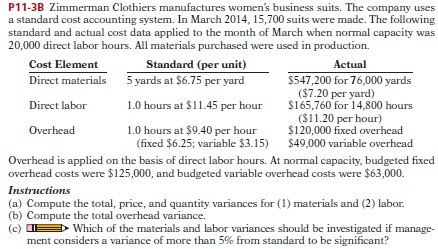 P11-3B Zimmerman Clothiers manufactures women's business suits. The company uses
a standard cost accounting system. In March 2014, 15,700 suits were made. The following
standard and actual cost data applied to the month of March when normal capacity was
20,000 direct labor hours. All materials purchased were used in production.
Cost Element Standard (per unit) Actual
Direct materials 5 yards at $6.75 per yard $547,200 for 76,000 yards
($7.20 per yard)
Direct labor 1.0 hours at $11.45 per hour $165,760 for 14,800 hours
($11.20 per hour)
Overhead 1.0 hours at $9.40 per hour $120,000 fixed overhead
(fixed $6.25; variable $3.15) $49,000 variable overhead
Overhead is applied on the basis of direct labor hours. At normal capacity, budgeted fixed
overhead costs were $125,000, and budgeted variable overhead costs were $63,000.
Instructions
(a) Compute the total, price, and quantity variances for (1) materials and (2) labor.
(b) Compute the total overhead variance.
(c) Which of the materials and labor variances should be investigated if manage-
ment considers a variance of more than 5% from standard to be significant?